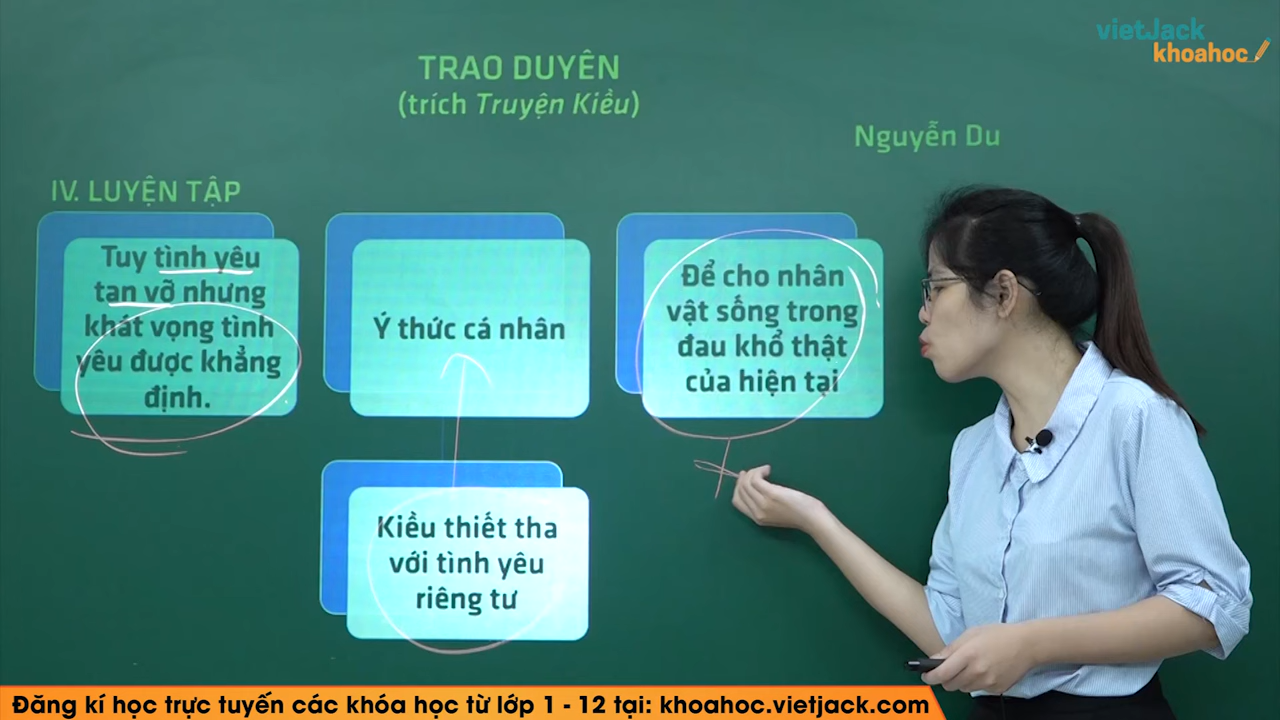 vietJack
khoahoc
TRAO DUYÊN
(trích Truyện Kiều)
Nguyễn Du
IV. LUYỆN TẬP
Tuy tình yêu
tan vỡ nhưng
khát vọng tình
yêu được khẳng
định.
Ý thức cá nhân
Để cho nhân
vật sống trong
đau khổ thật
của hiện tại
Kiều thiết tha
với tình yêu
riêng tư
Đăng kí học trực tuyến các khóa học từ lớp 1 - 12 tại: khoahoc.vietjack.com